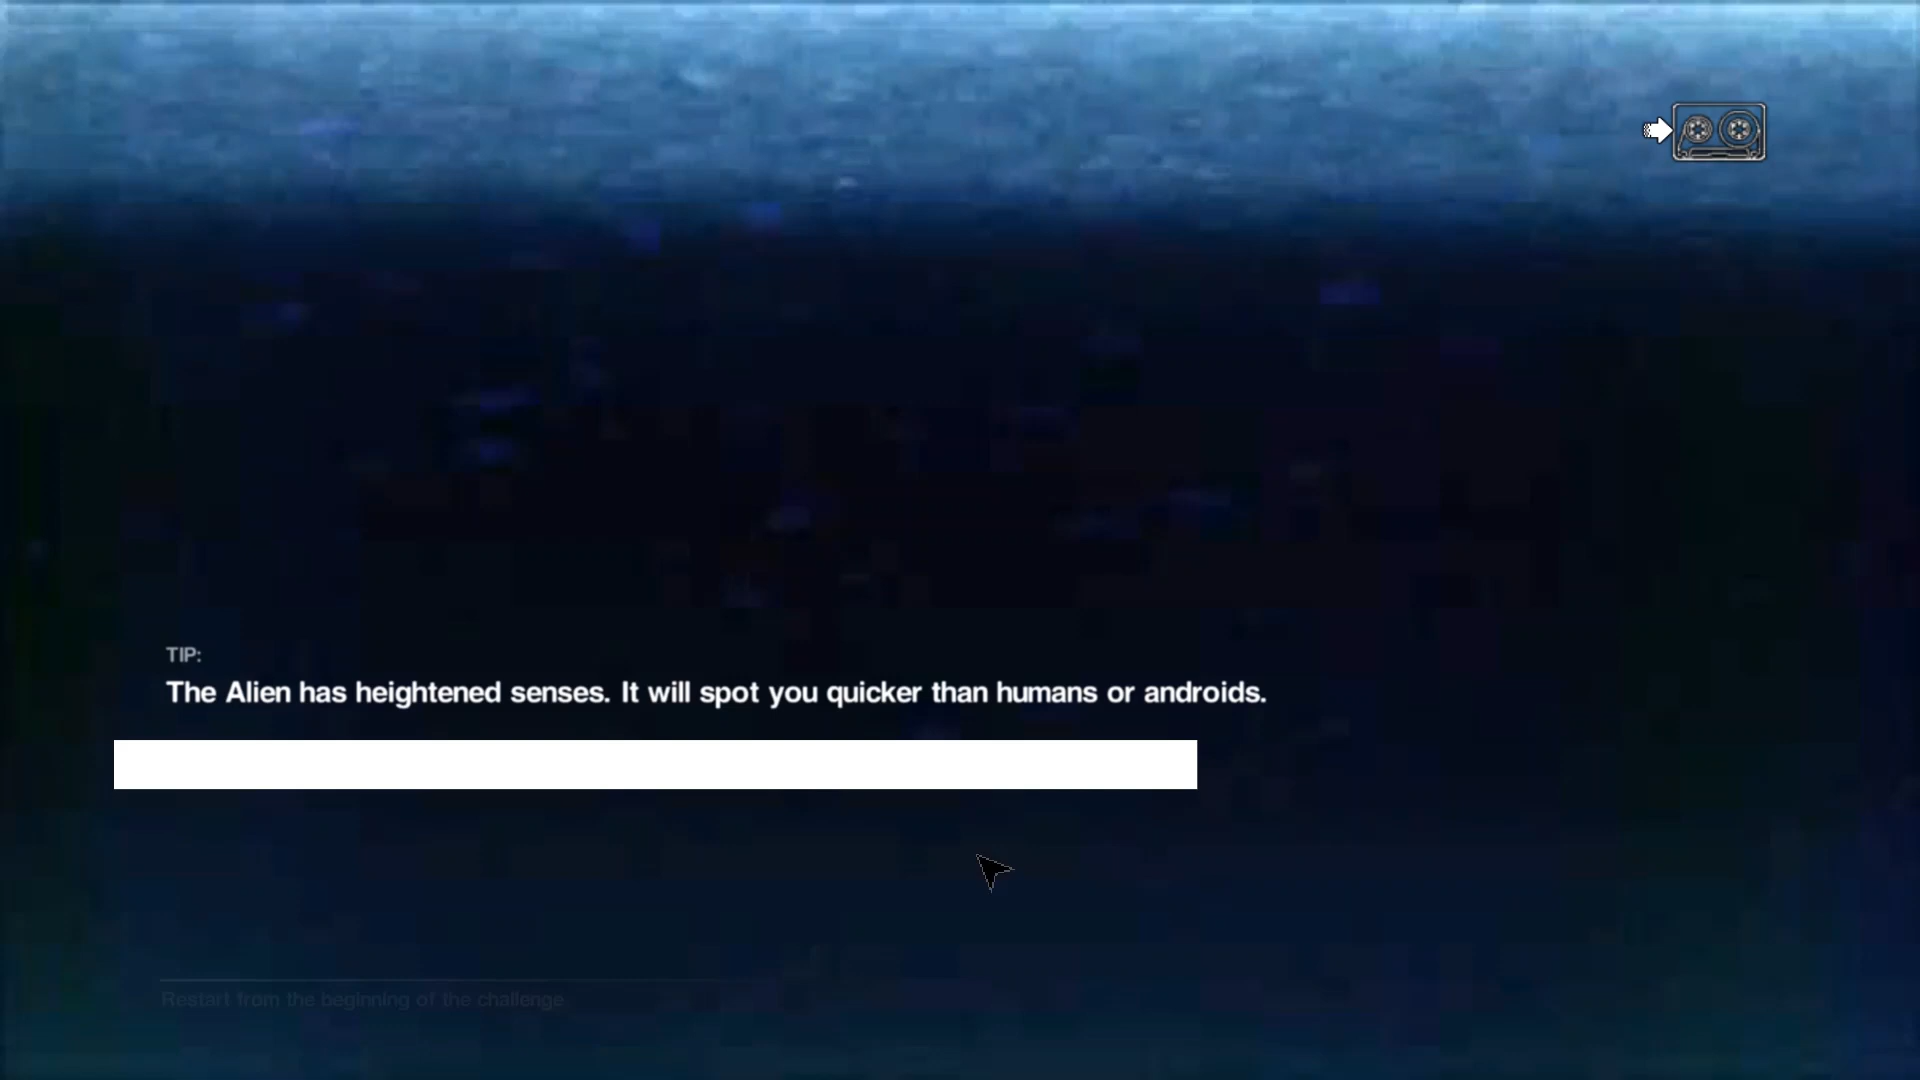 TIP:
The Alien has heightened senses. It will spot you quicker than humans or androids.
Restart from the beginning of the challenge